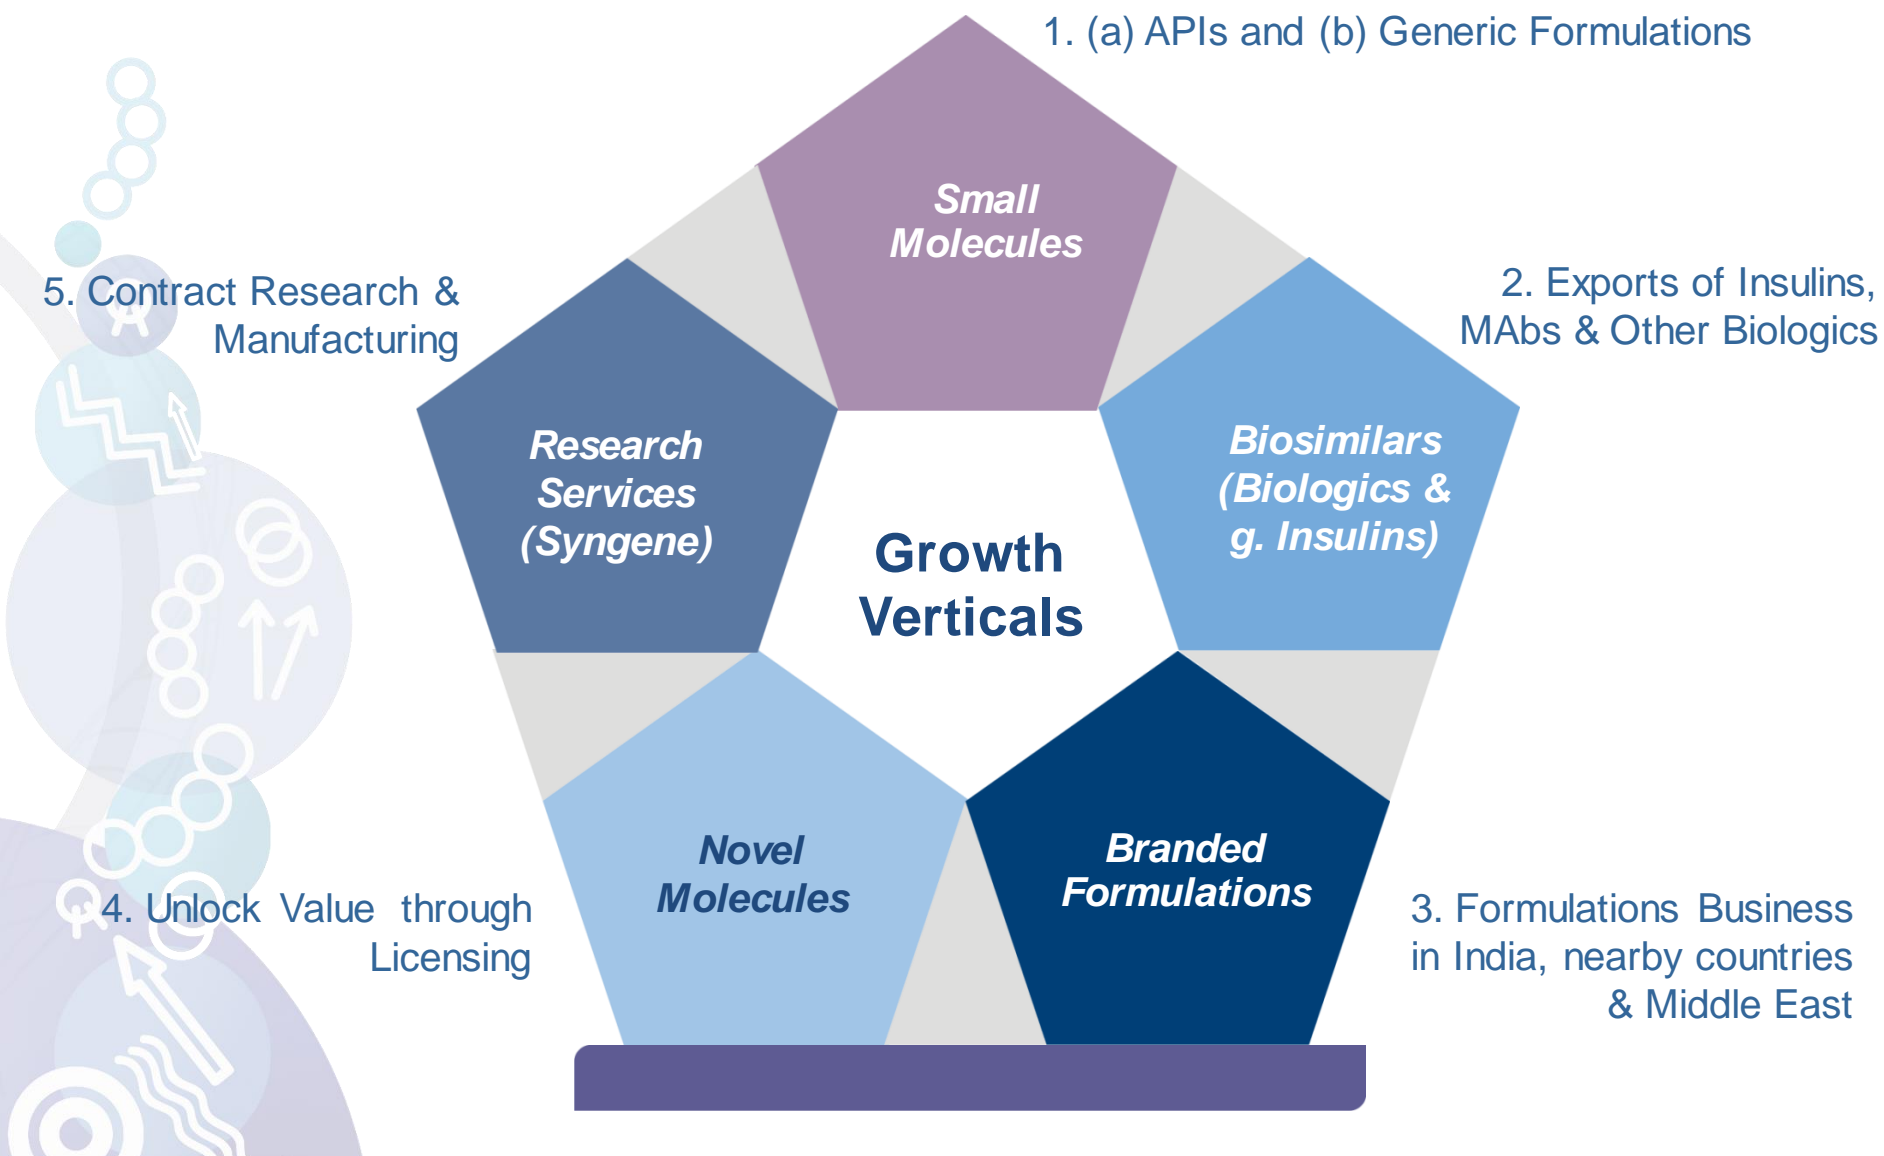 1. (a) APIs and (b) Generic Formulations
Small
Molecules
2. Exports of Insulins,
MAbs & Other Biologics
Biosimilars
(Biologics &
g. Insulins)
Branded
Formulations
3. Formulations Business
in India, nearby countries
& Middle East
Novel
Molecules
4. Unlock Value through
Licensing
5. Contract Research &
Manufacturing
Research
Services
(Syngene)
Growth
Verticals